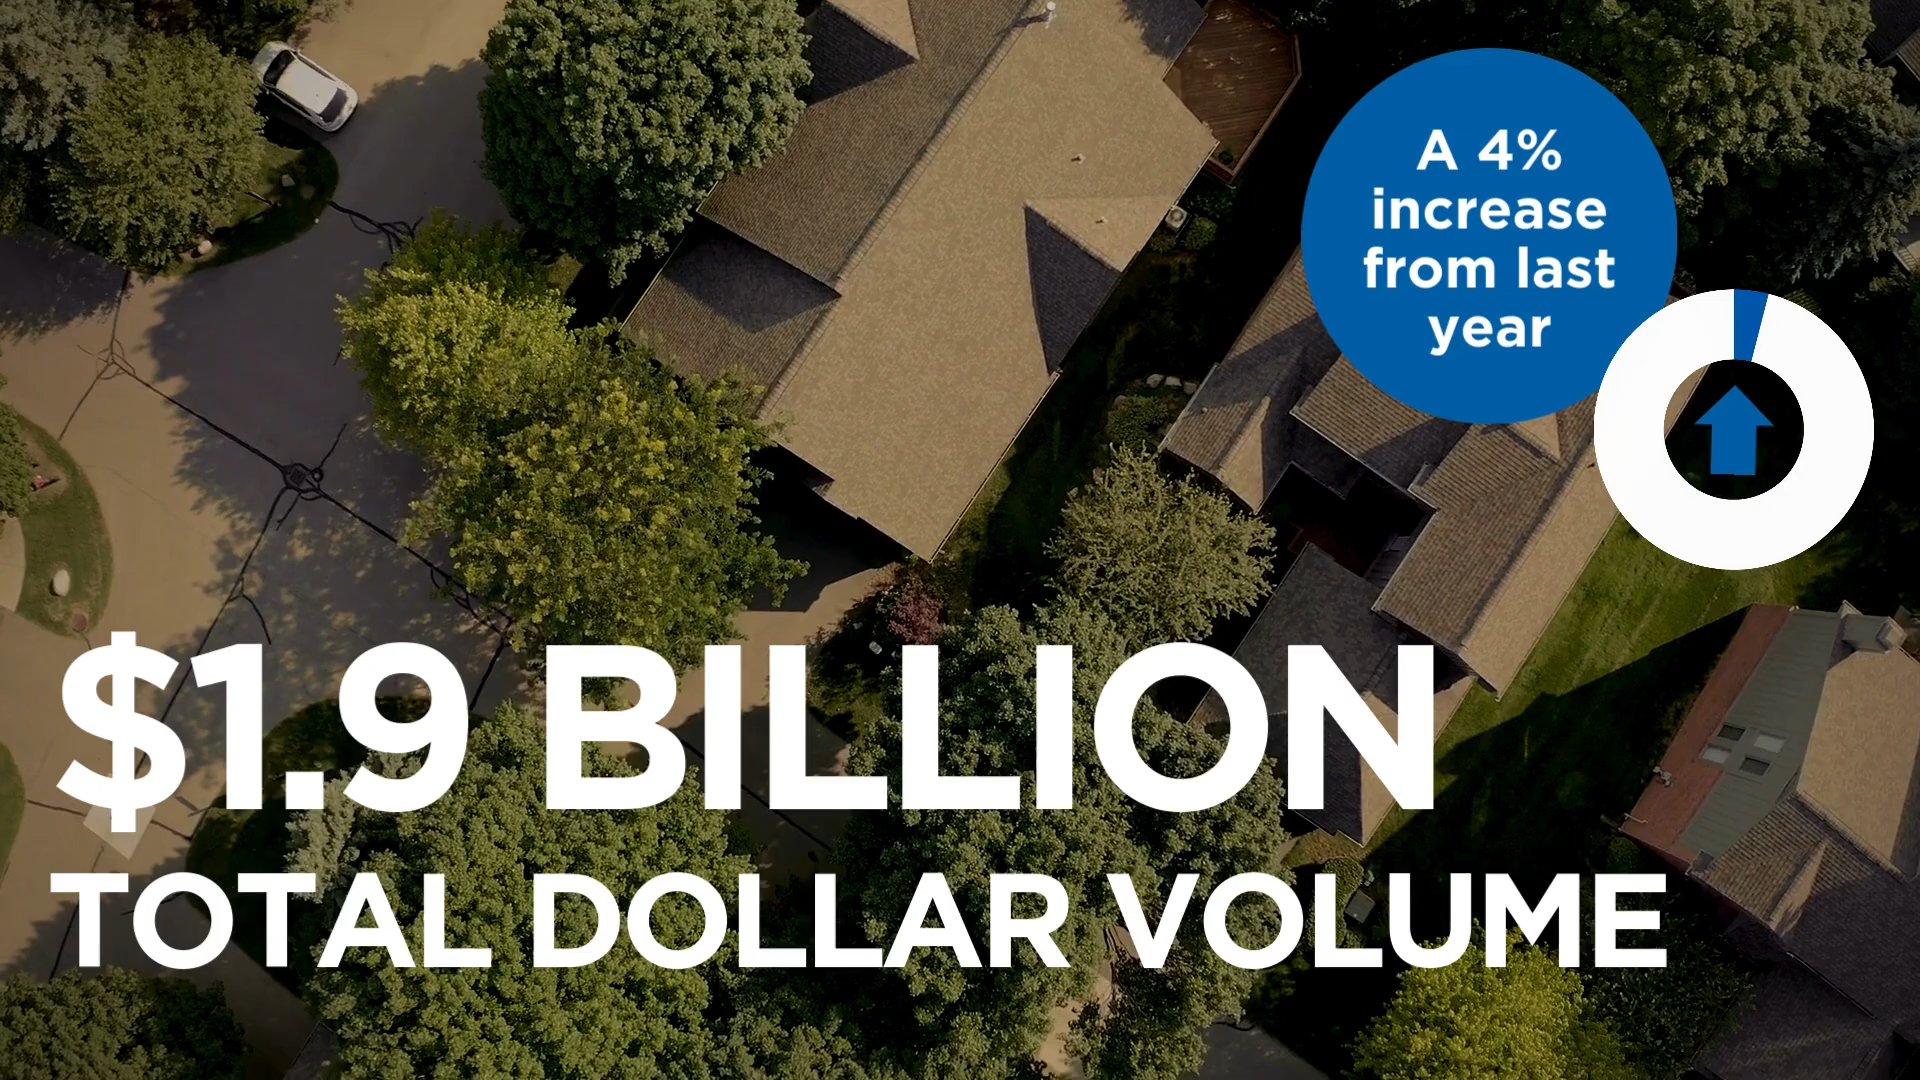 A 4%
increase
from last
year
$1.9 BILLION
TOTAL DOLLAR VOLUME